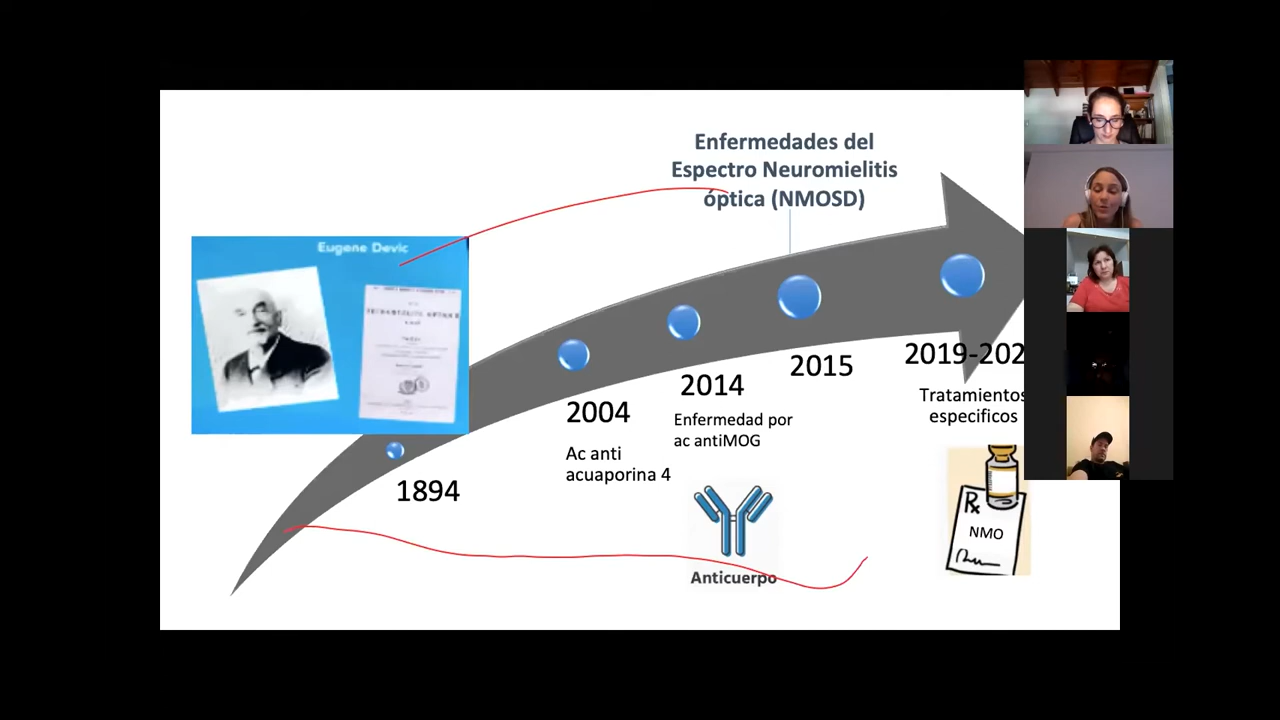 Enfermedades del
Espectro Neuromielitis
óptica (NMOSD)
Eugene Devic
1894
2004
Ac anti
acuaporina 4
2014
Enfermedad por
ac antiMOG
2015
2019-202
Tratamientos
especificos
Anticuerpo
Rx
NMO